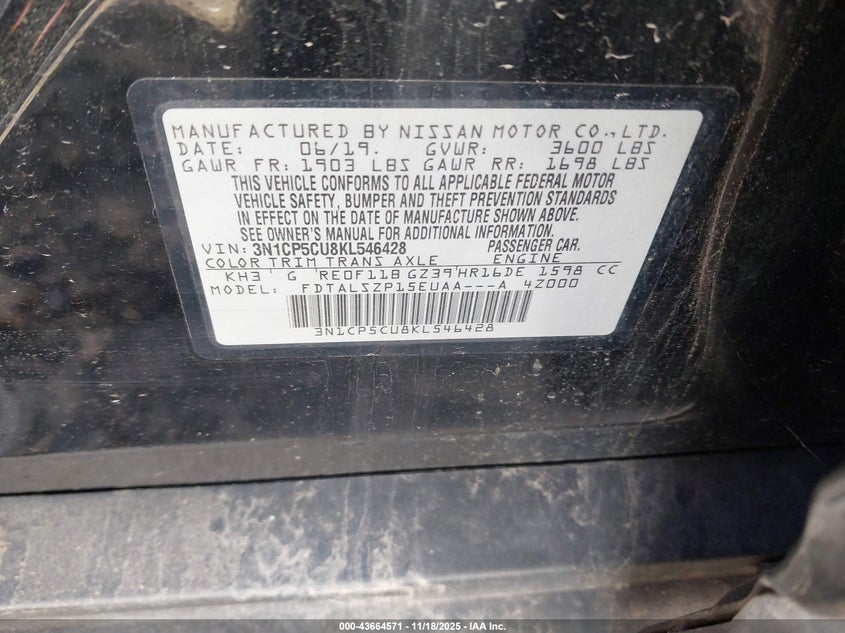 MANUFACTURED BY NISSAN MOTOR CO.,LTD.
DATE: 06/19. GVWR: 3600 LBS
GAWR FR: 1903 LBS GAWR RR: 1698 LBS
THIS VEHICLE CONFORMS TO ALL APPLICABLE FEDERAL MOTOR
VEHICLE SAFETY, BUMPER AND THEFT PREVENTION STANDARDS
IN EFFECT ON THE DATE OF MANUFACTURE SHOWN ABOVE.
SEE OWNER'S MANUAL FOR ADDITIONAL INFORMATION.
VIN: 3N1CP5CU8KL546428 PASSENGER CAR.
COLOR TRIM TRANS AXLE ENGINE
KH3 G RE0F11B GZ39 HR16DE 1598 CC
MODEL: FDTALSZP15EUAA---A 4Z000
3N1CP5CU8KL546428
000-43664571 | 11/18/2025 - IAA Inc.